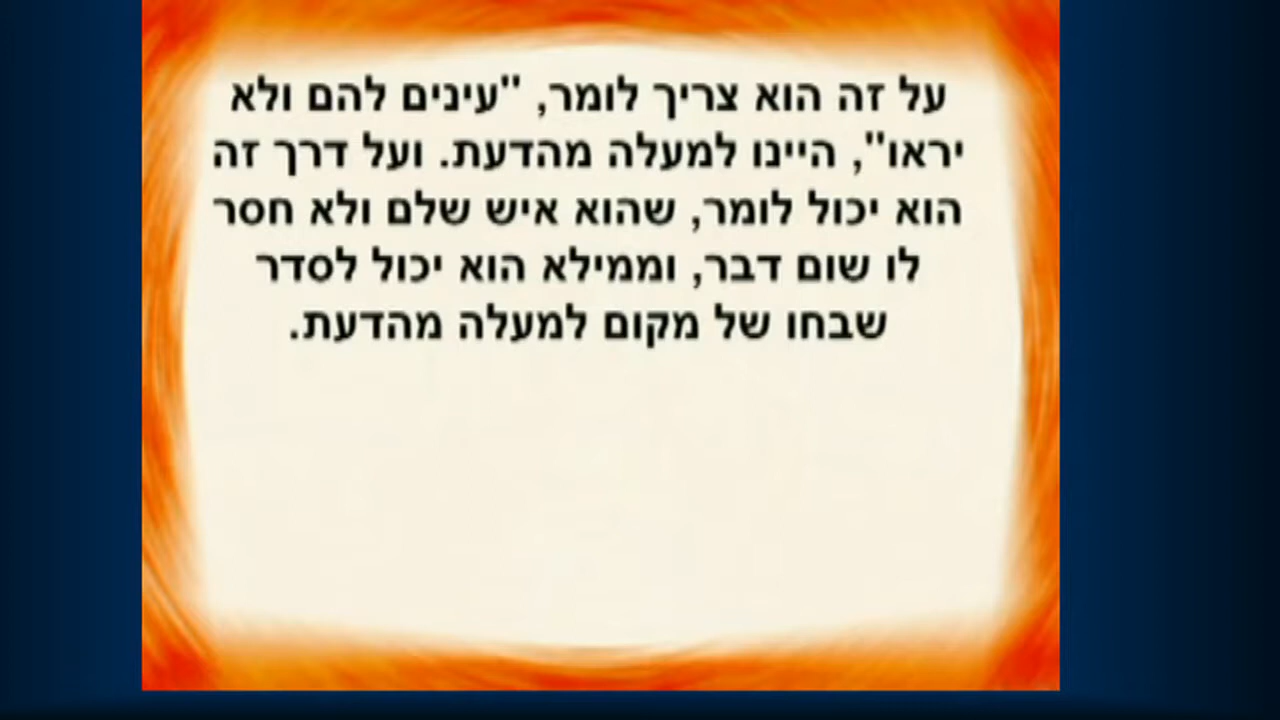 על זה הוא צריך לומר, "עינים להם ולא
יראו", היינו למעלה מהדעת. ועל דרך זה
הוא יכול לומר, שהוא איש שלם ולא חסר
לו שום דבר, וממילא הוא יכול לסדר
שבחו של מקום למעלה מהדעת.